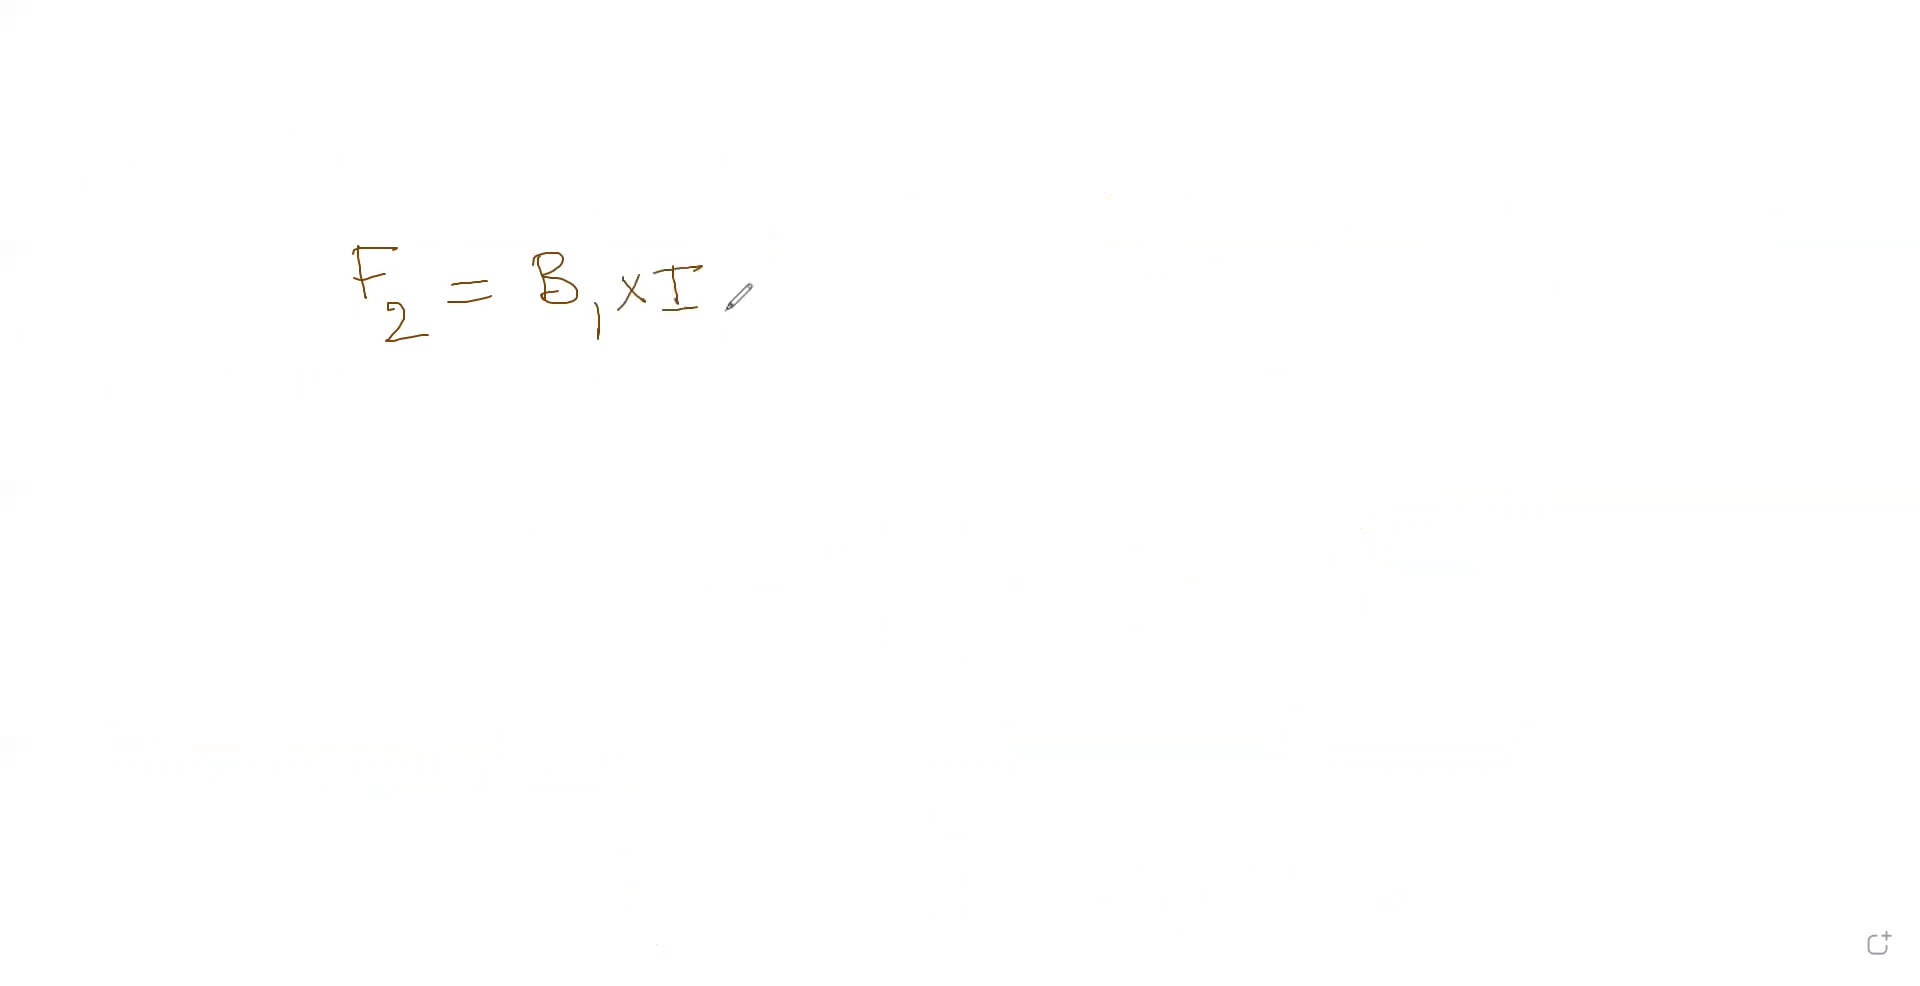 F₂ = B₁ × I